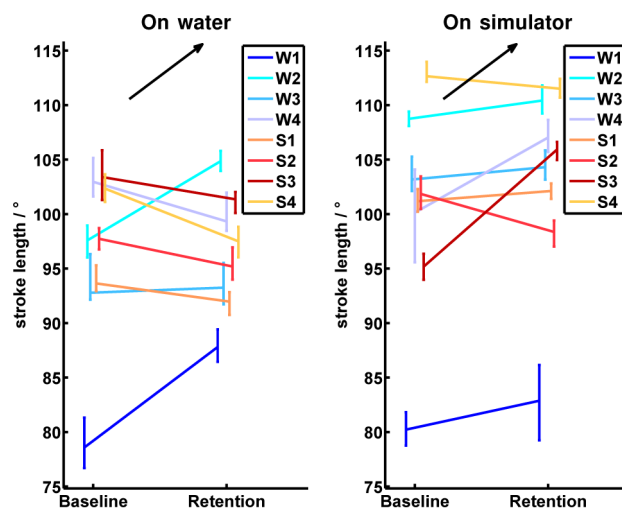 On water
115
110
105
100
95
90
85
80
75
stroke length / °
Baseline Retention
W1
W2
W3
W4
S1
S2
S3
S4
On simulator
115
110
105
100
95
90
85
80
75
stroke length / °
Baseline Retention
W1
W2
W3
W4
S1
S2
S3
S4